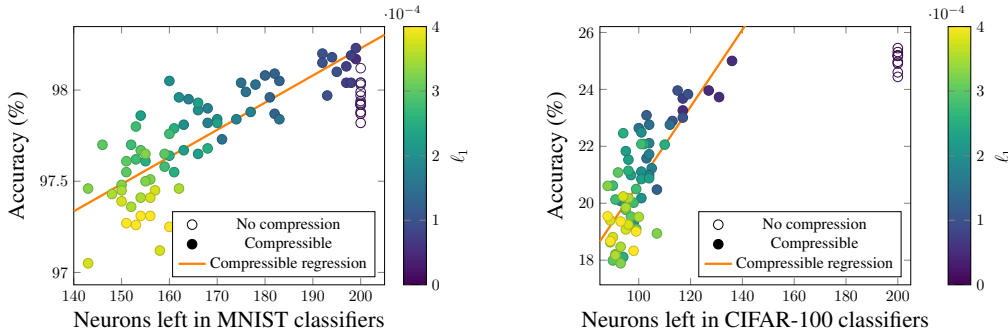 ·10⁻⁴
98
97.5
97
Accuracy (%)
No compression
Compressible
Compressible regression
140 150 160 170 180 190 200
Neurons left in MNIST classifiers
4
3
2
1
0
ℓ₁
·10⁻⁴
26
24
22
20
18
Accuracy (%)
No compression
Compressible
Compressible regression
100 120 140 160 180 200
Neurons left in CIFAR-100 classifiers
4
3
2
1
0
ℓ₁